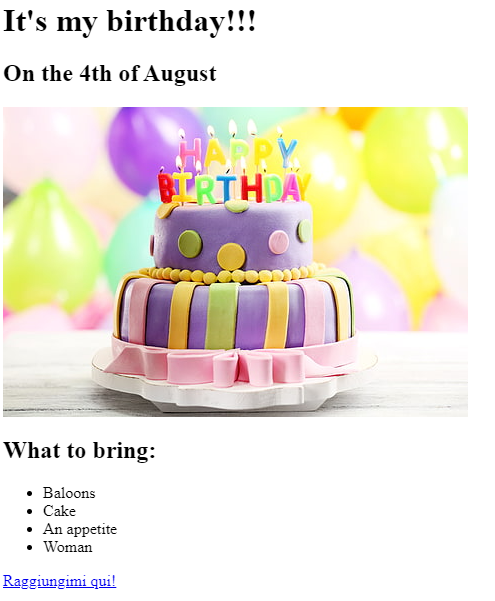 It's my birthday!!!
On the 4th of August
HAPPY
BIRTHDAY
What to bring:
Baloons
Cake
An appetite
Woman
Raggiungimi qui!